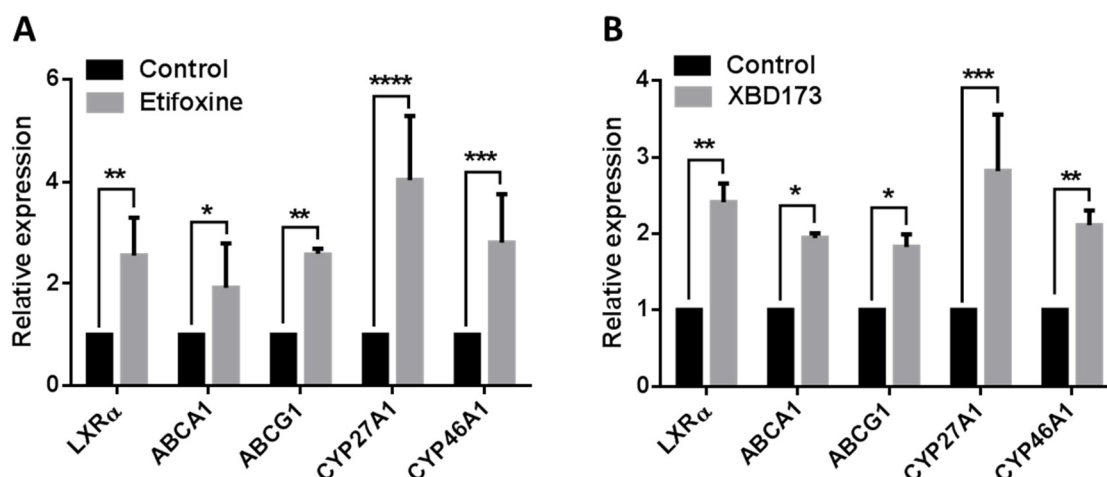 A
Relative expression
6
4
2
0
Control
Etifoxine
**
*
**
****
***
LXRα
ABCA1
ABCG1
CYP27A1
CYP46A1
B
Relative expression
4
3
2
1
0
Control
XBD173
**
*
*
***
**
LXRα
ABCA1
ABCG1
CYP27A1
CYP46A1